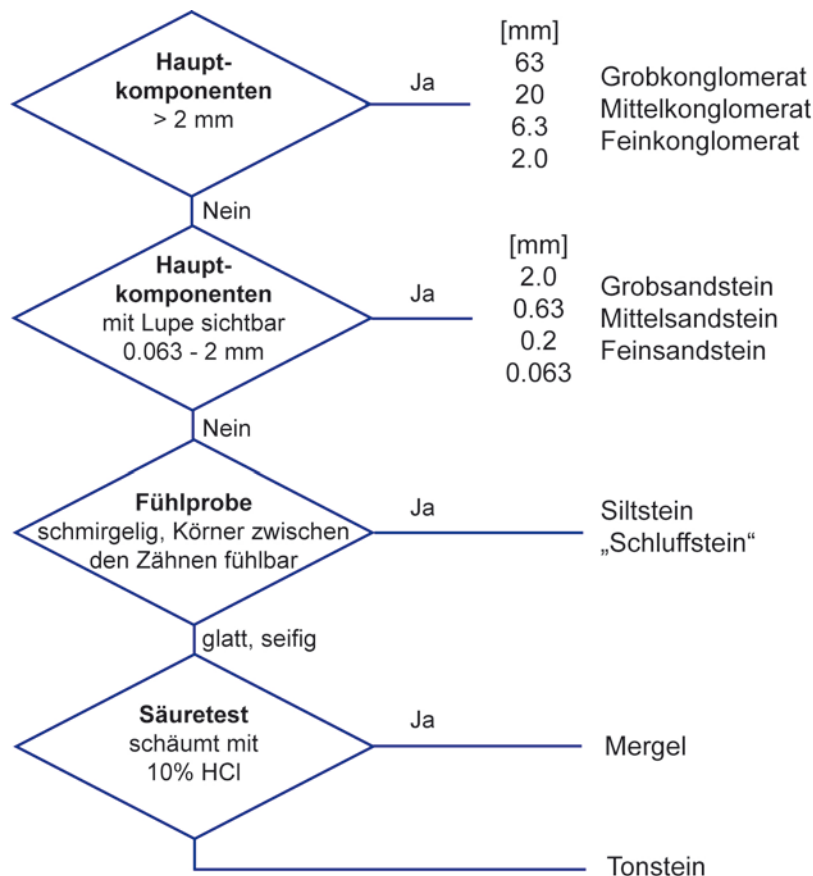 Haupt-
komponenten
> 2 mm
Ja
[mm]
63
20
6.3
2.0
Grobkonglomerat
Mittelkonglomerat
Feinkonglomerat
Nein
Haupt-
komponenten
mit Lupe sichtbar
0.063 - 2 mm
Ja
[mm]
2.0
0.63
0.2
0.063
Grobsandstein
Mittelsandstein
Feinsandstein
Nein
Fühlprobe
schmirgelig, Körner zwischen
den Zähnen fühlbar
Ja
Siltstein
„Schluffstein“
glatt, seifig
Säuretest
schäumt mit
10% HCl
Ja
Mergel
Tonstein